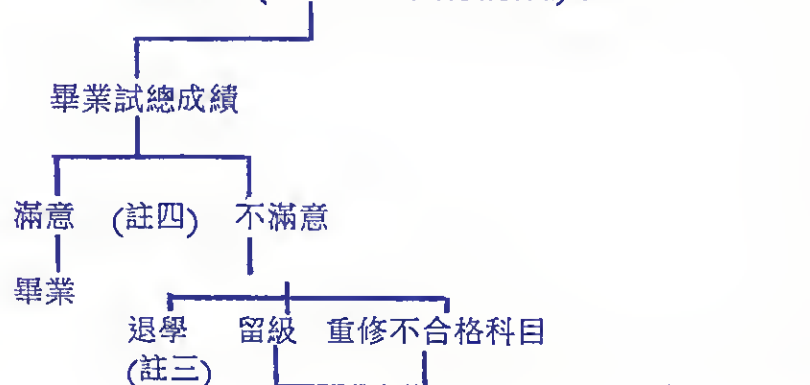 畢業試總成績
滿意 (註四) 不滿意
畢業
退學 留級 重修不合格科目
(註三)